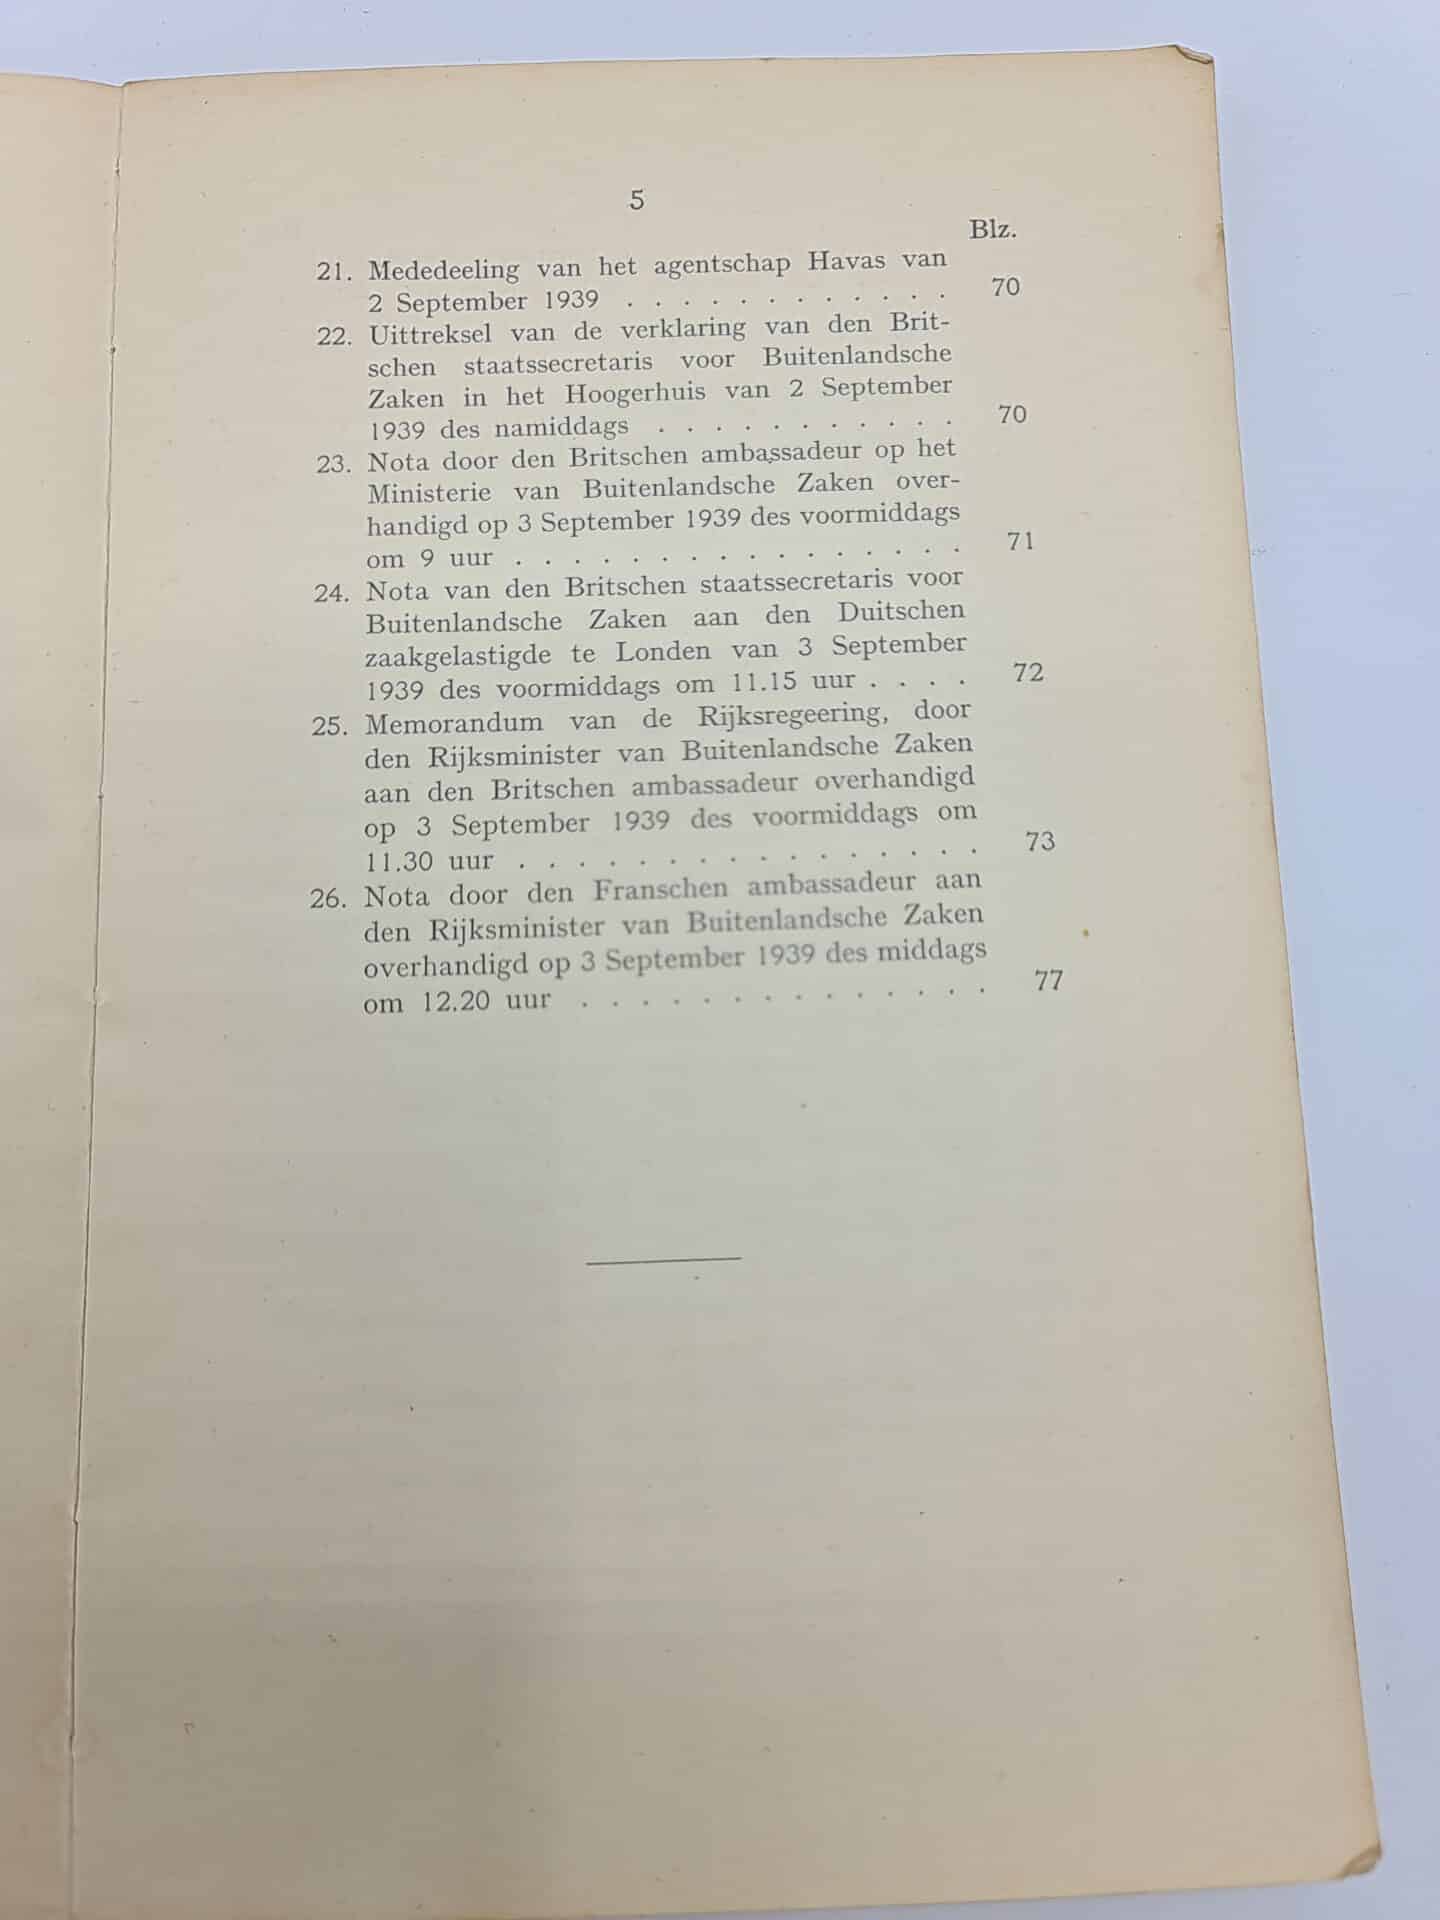 5
Blz.
21. Mededeeling van het agentschap Havas van
2 September 1939 . . . . . . . . . . . . 70
22. Uittreksel van de verklaring van den Brit-
schen staatssecretaris voor Buitenlandsche
Zaken in het Hoogerhuis van 2 September
1939 des namiddags . . . . . . . . . . . 70
23. Nota door den Britschen ambassadeur op het
Ministerie van Buitenlandsche Zaken over-
handigd op 3 September 1939 des voormiddags
om 9 uur . . . . . . . . . . . . . . . . 71
24. Nota van den Britschen staatssecretaris voor
Buitenlandsche Zaken aan den Duitschen
zaakgelastigde te Londen van 3 September
1939 des voormiddags om 11.15 uur . . . . 72
25. Memorandum van de Rijksregeering, door
den Rijksminister van Buitenlandsche Zaken
aan den Britschen ambassadeur overhandigd
op 3 September 1939 des voormiddags om
11.30 uur . . . . . . . . . . . . . . . . 73
26. Nota door den Franschen ambassadeur aan
den Rijksminister van Buitenlandsche Zaken
overhandigd op 3 September 1939 des middags
om 12.20 uur . . . . . . . . . . . . . . 77